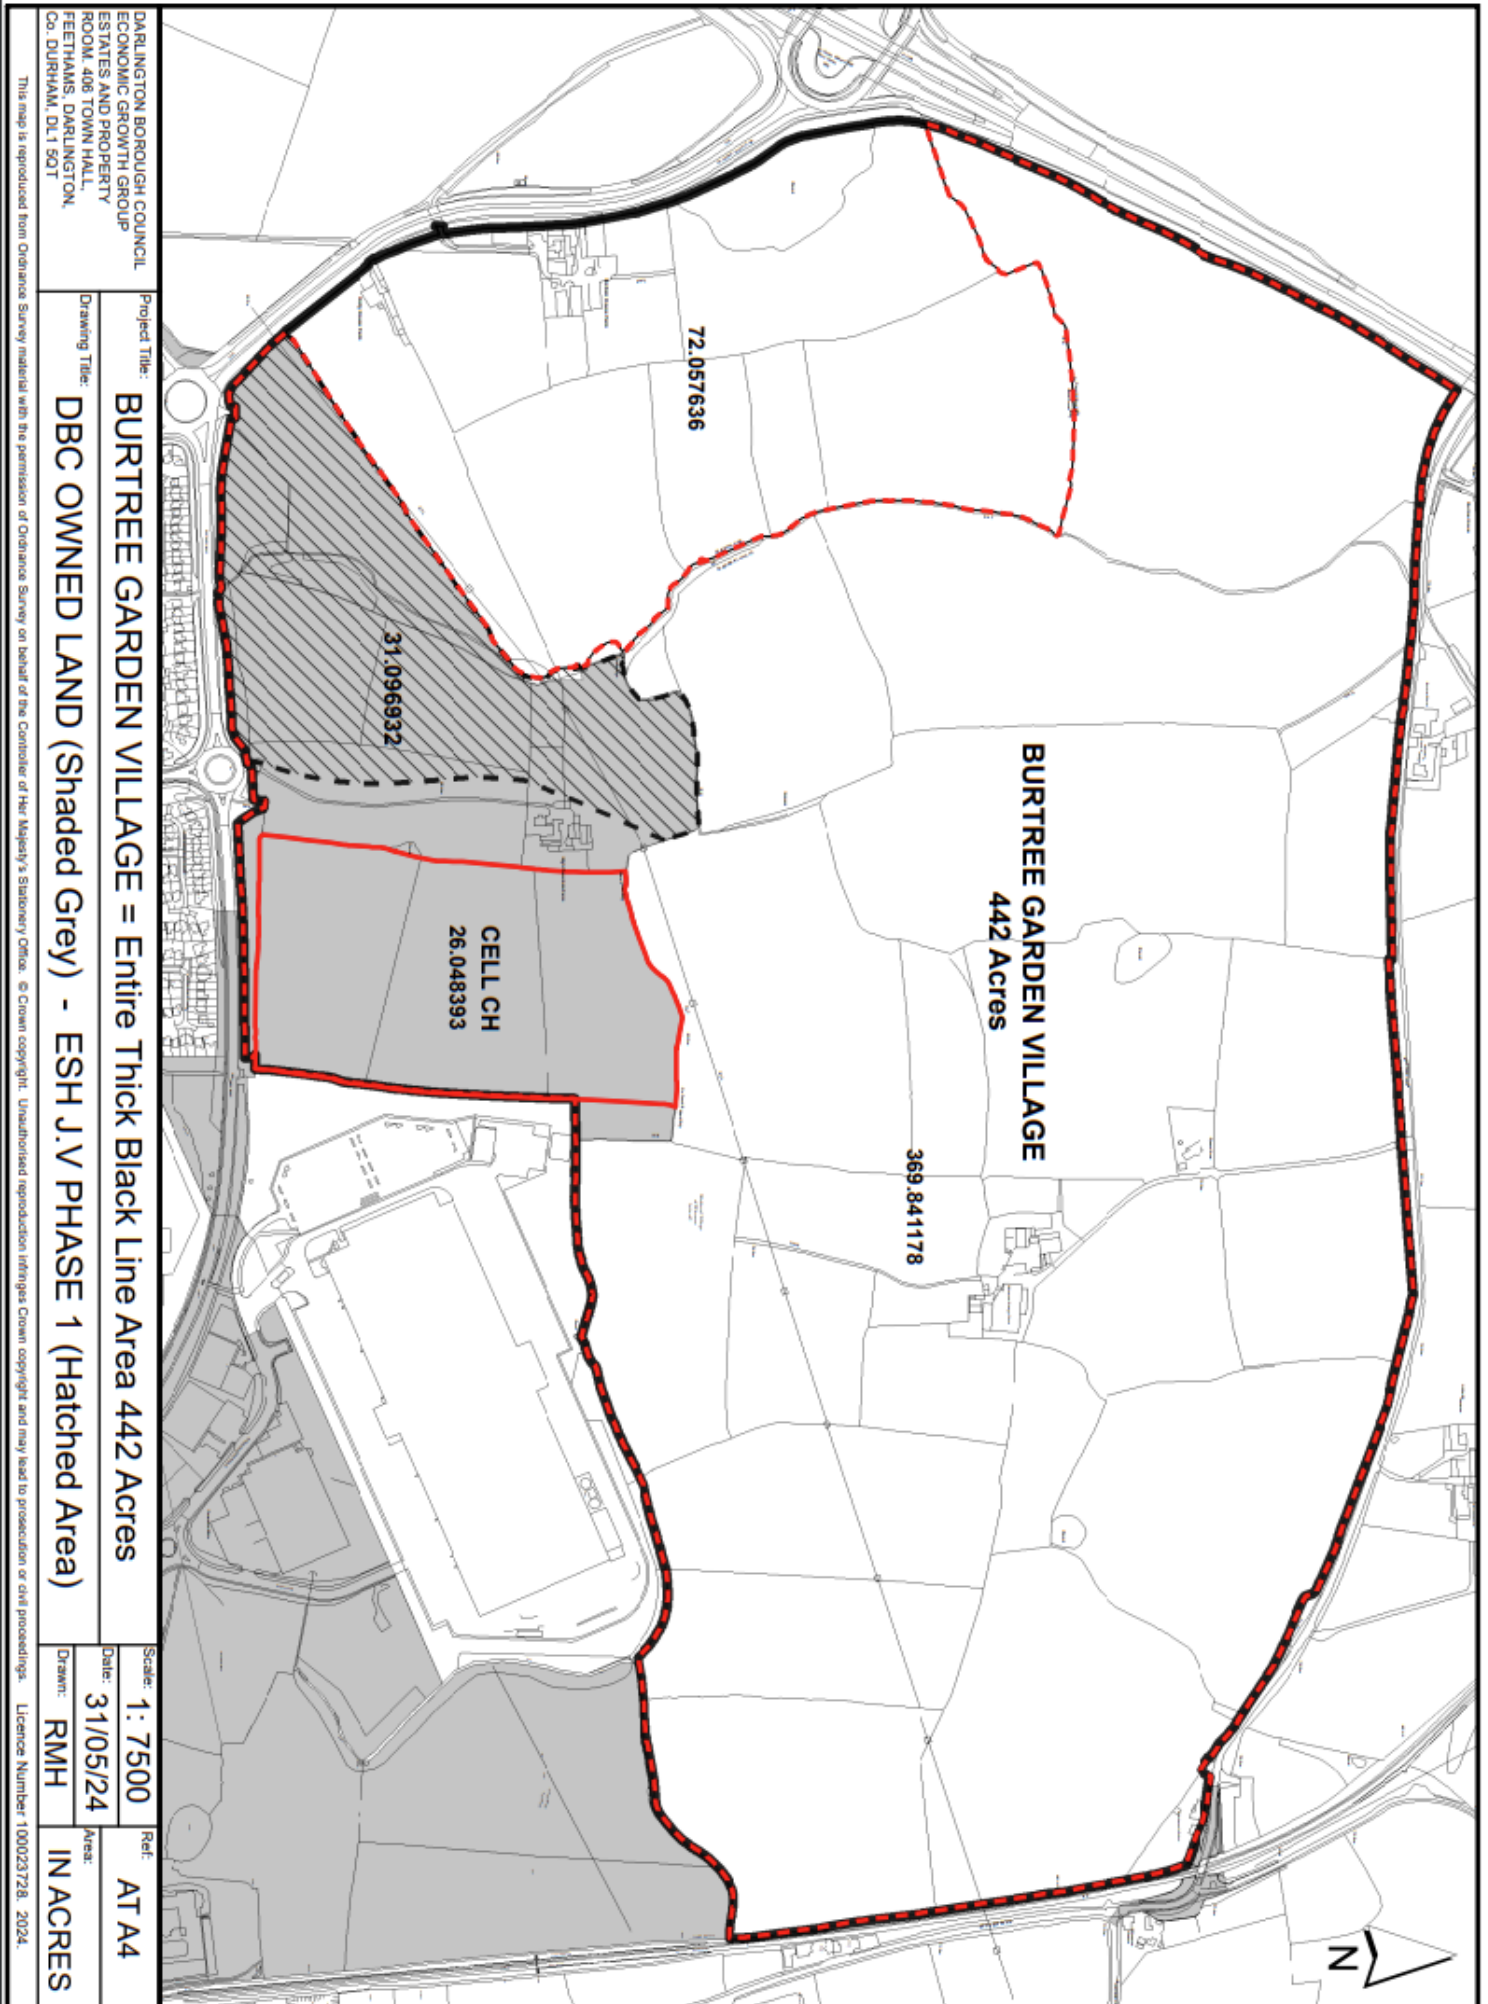 72.057636
31.096932
BURTREE GARDEN VILLAGE
442 Acres
369.841178
CELL CH
26.048393
N
DARLINGTON BOROUGH COUNCIL
ECONOMIC GROWTH GROUP
ESTATES AND PROPERTY
ROOM. 406 TOWN HALL,
FEETHAMS, DARLINGTON,
Co. DURHAM, DL1 5QT
Project Title: BURTREE GARDEN VILLAGE = Entire Thick Black Line Area 442 Acres
Drawing Title: DBC OWNED LAND (Shaded Grey) - ESH J.V PHASE 1 (Hatched Area)
Scale: 1: 7500
Date: 31/05/24
Drawn: RMH
Ref: AT A4
Area: IN ACRES
This map is reproduced from Ordnance Survey material with the permission of Ordnance Survey on behalf of the Controller of Her Majesty's Stationery Office. © Crown copyright. Unauthorised reproduction infringes Crown copyright and may lead to prosecution or civil proceedings. Licence Number 100023728. 2024.